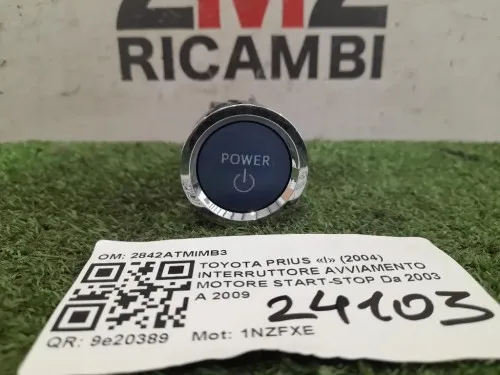 2M2
RICAMBI
POWER
OM: 2842ATMIMB3
TOYOTA PRIUS «I» (2004)
INTERRUTTORE AVVIAMENTO
MOTORE START-STOP Da 2003
A 2009
24103
QR: 9e20389 Mot: 1NZFXE